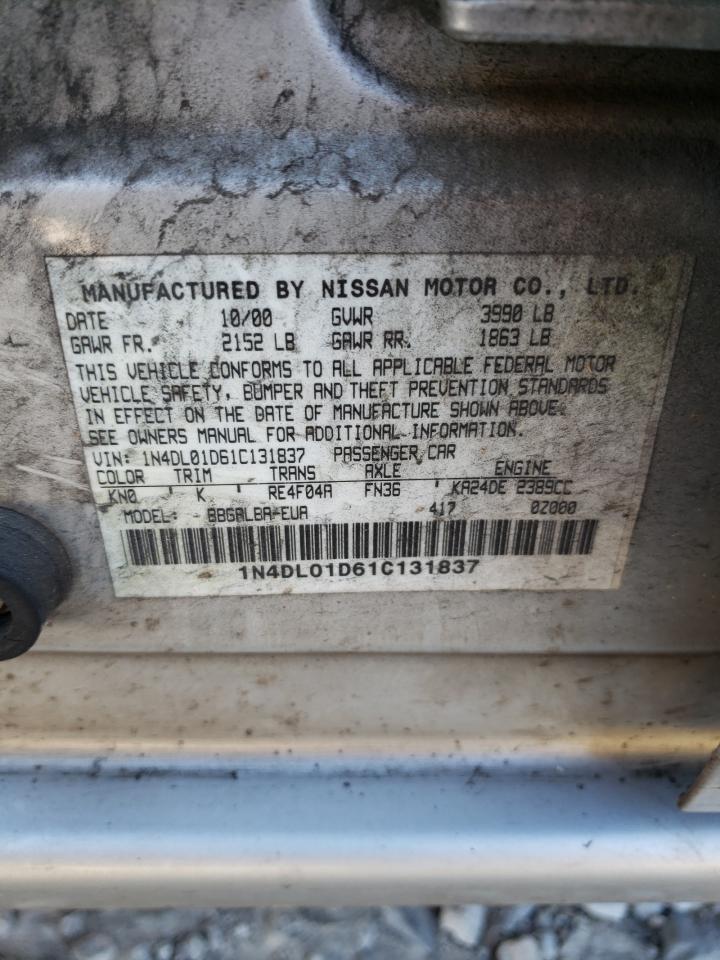 MANUFACTURED BY NISSAN MOTOR CO., LTD.
DATE 10/00 GVWR 3990 LB
GAWR FR. 2152 LB GAWR RR. 1863 LB
THIS VEHICLE CONFORMS TO ALL APPLICABLE FEDERAL MOTOR
VEHICLE SAFETY, BUMPER AND THEFT PREVENTION STANDARDS
IN EFFECT ON THE DATE OF MANUFACTURE SHOWN ABOVE.
SEE OWNERS MANUAL FOR ADDITIONAL INFORMATION.
VIN: 1N4DL01D61C131837 PASSENGER CAR
COLOR TRIM TRANS AXLE ENGINE
KN0 K RE4F04A FN36 KA24DE 2389CC
MODEL: 417 0Z000
1N4DL01D61C131837